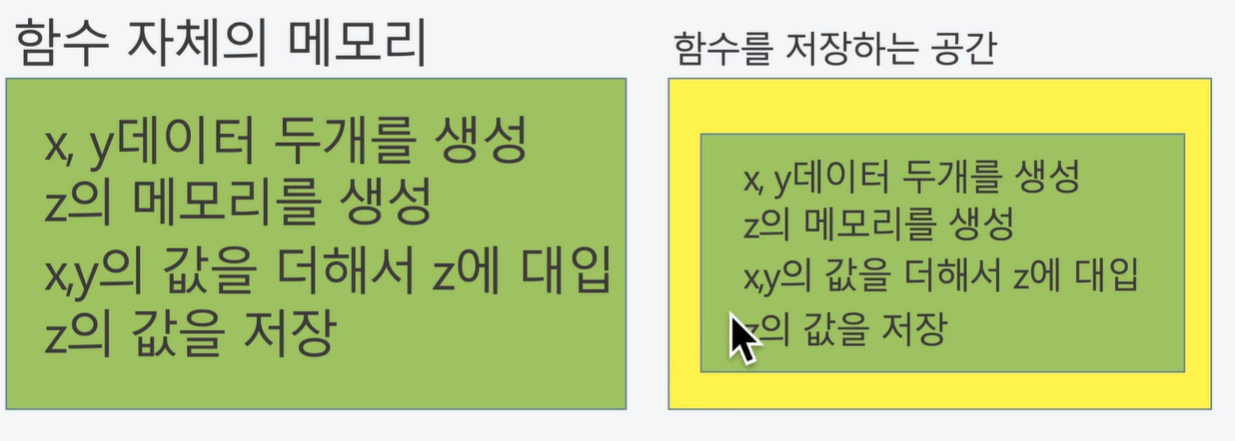 함수 자체의 메모리
x, y데이터 두개를 생성
z의 메모리를 생성
x,y의 값을 더해서 z에 대입
z의 값을 저장
함수를 저장하는 공간
x, y데이터 두개를 생성
z의 메모리를 생성
x,y의 값을 더해서 z에 대입
z의 값을 저장